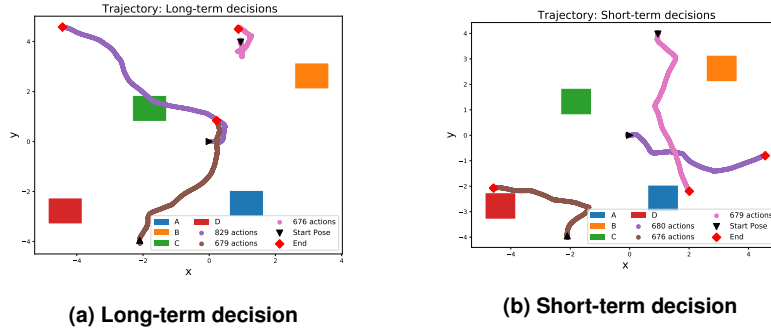 Trajectory: Long-term decisions
4
2
0
−2
−4
y
−4
−2
0
2
4
x
A
B
C
D
829 actions
679 actions
676 actions
Start Pose
End
(a) Long-term decision
Trajectory: Short-term decisions
4
3
2
1
0
−1
−2
−3
−4
y
−4
−2
0
2
4
x
A
B
C
D
680 actions
676 actions
679 actions
Start Pose
End
(b) Short-term decision